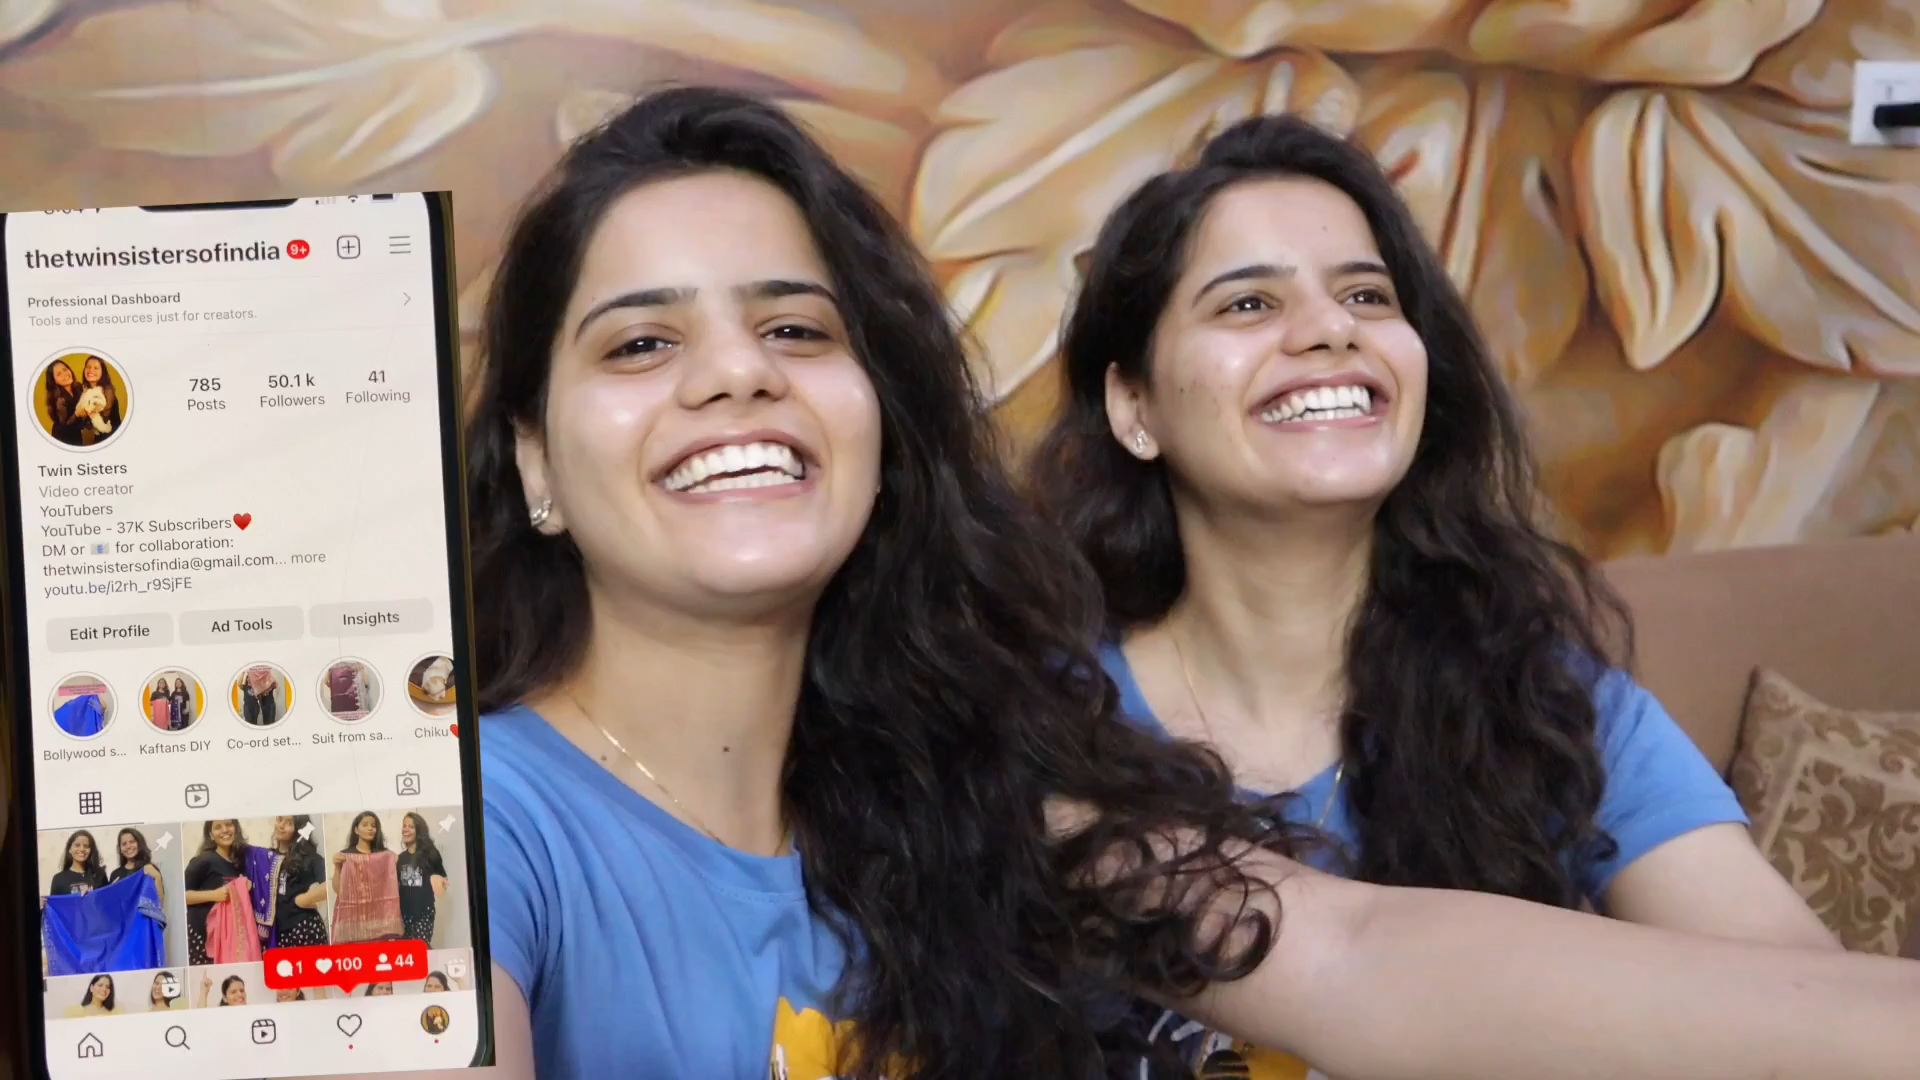 thetwinsistersofindia 9+
Professional Dashboard
Tools and resources just for creators.
785 50.1 k 41
Posts Followers Following
Twin Sisters
Video creator
YouTubers
YouTube - 37K Subscribers❤️
DM or 📧 for collaboration:
thetwinsistersofindia@gmail.com... more
youtu.be/i2rh_r9SjFE
Edit Profile Ad Tools Insights
Bollywood s... Kaftans DIY Co-ord set... Suit from sa... Chiku❤️
1 100 44